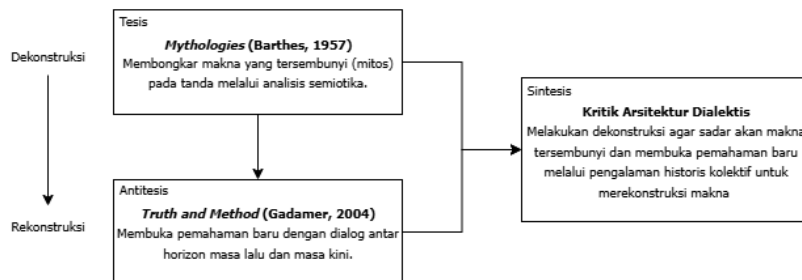 Dekonstruksi
Rekonstruksi
Tesis
Mythologies (Barthes, 1957)
Membongkar makna yang tersembunyi (mitos)
pada tanda melalui analisis semiotika.
Antitesis
Truth and Method (Gadamer, 2004)
Membuka pemahaman baru dengan dialog antar
horizon masa lalu dan masa kini.
Sintesis
Kritik Arsitektur Dialektis
Melakukan dekonstruksi agar sadar akan makna
tersembunyi dan membuka pemahaman baru
melalui pengalaman historis kolektif untuk
merekonstruksi makna